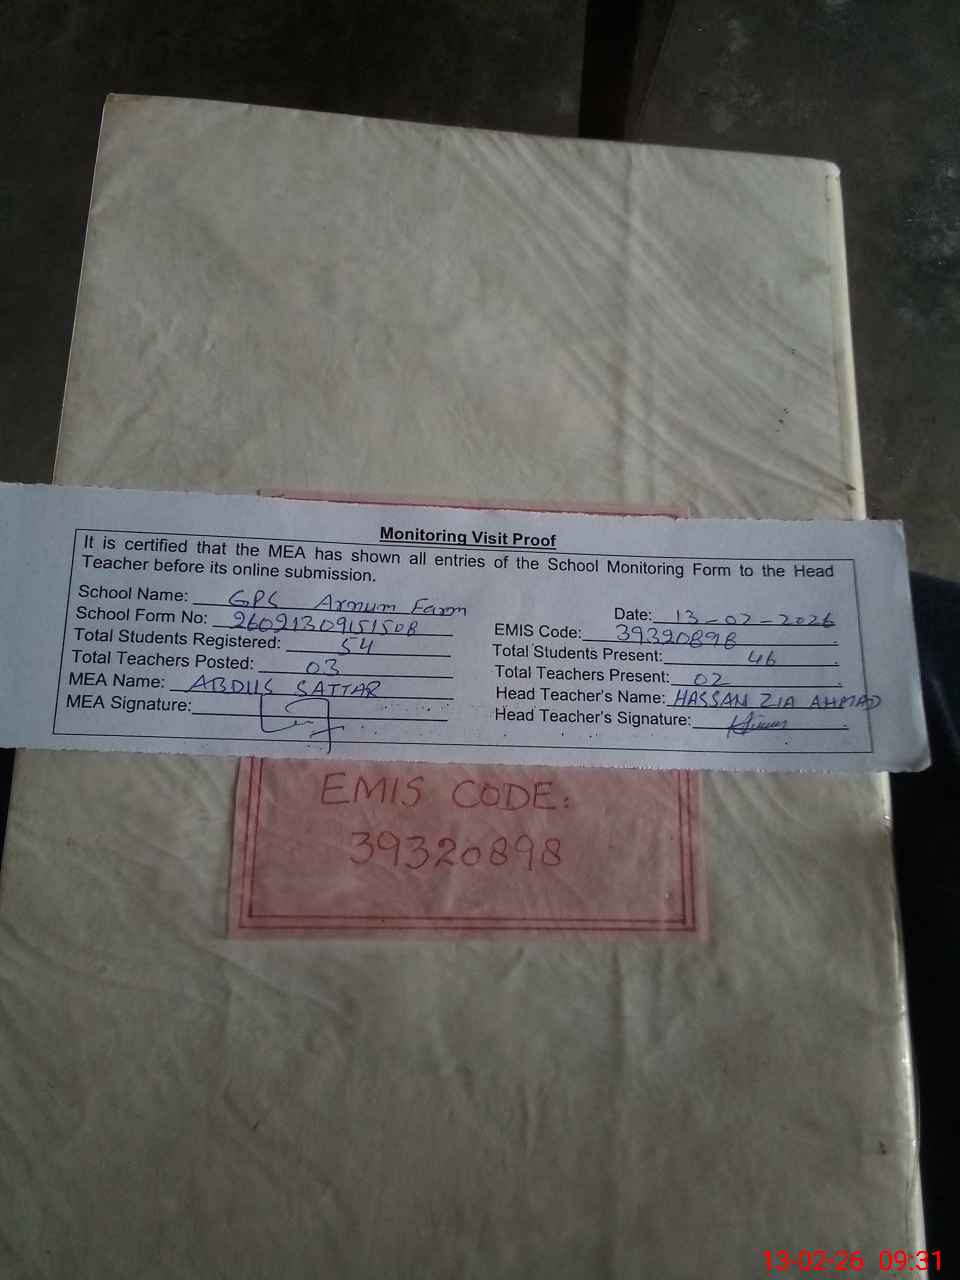 Monitoring Visit Proof
It is certified that the MEA has shown all entries of the School Monitoring Form to the Head
Teacher before its online submission.
School Name: GPS Armum Farm
Date: 13-02-2026
School Form No: 26021309151508
EMIS Code: 39320898
Total Students Registered: 54
Total Students Present: 46
Total Teachers Posted: 03
Total Teachers Present: 02
MEA Name: ABDUS SATTAR
Head Teacher's Name: HASSAN ZIA AHMAD
MEA Signature:
Head Teacher's Signature:
EMIS CODE:
39320898
13-02-26 09:31